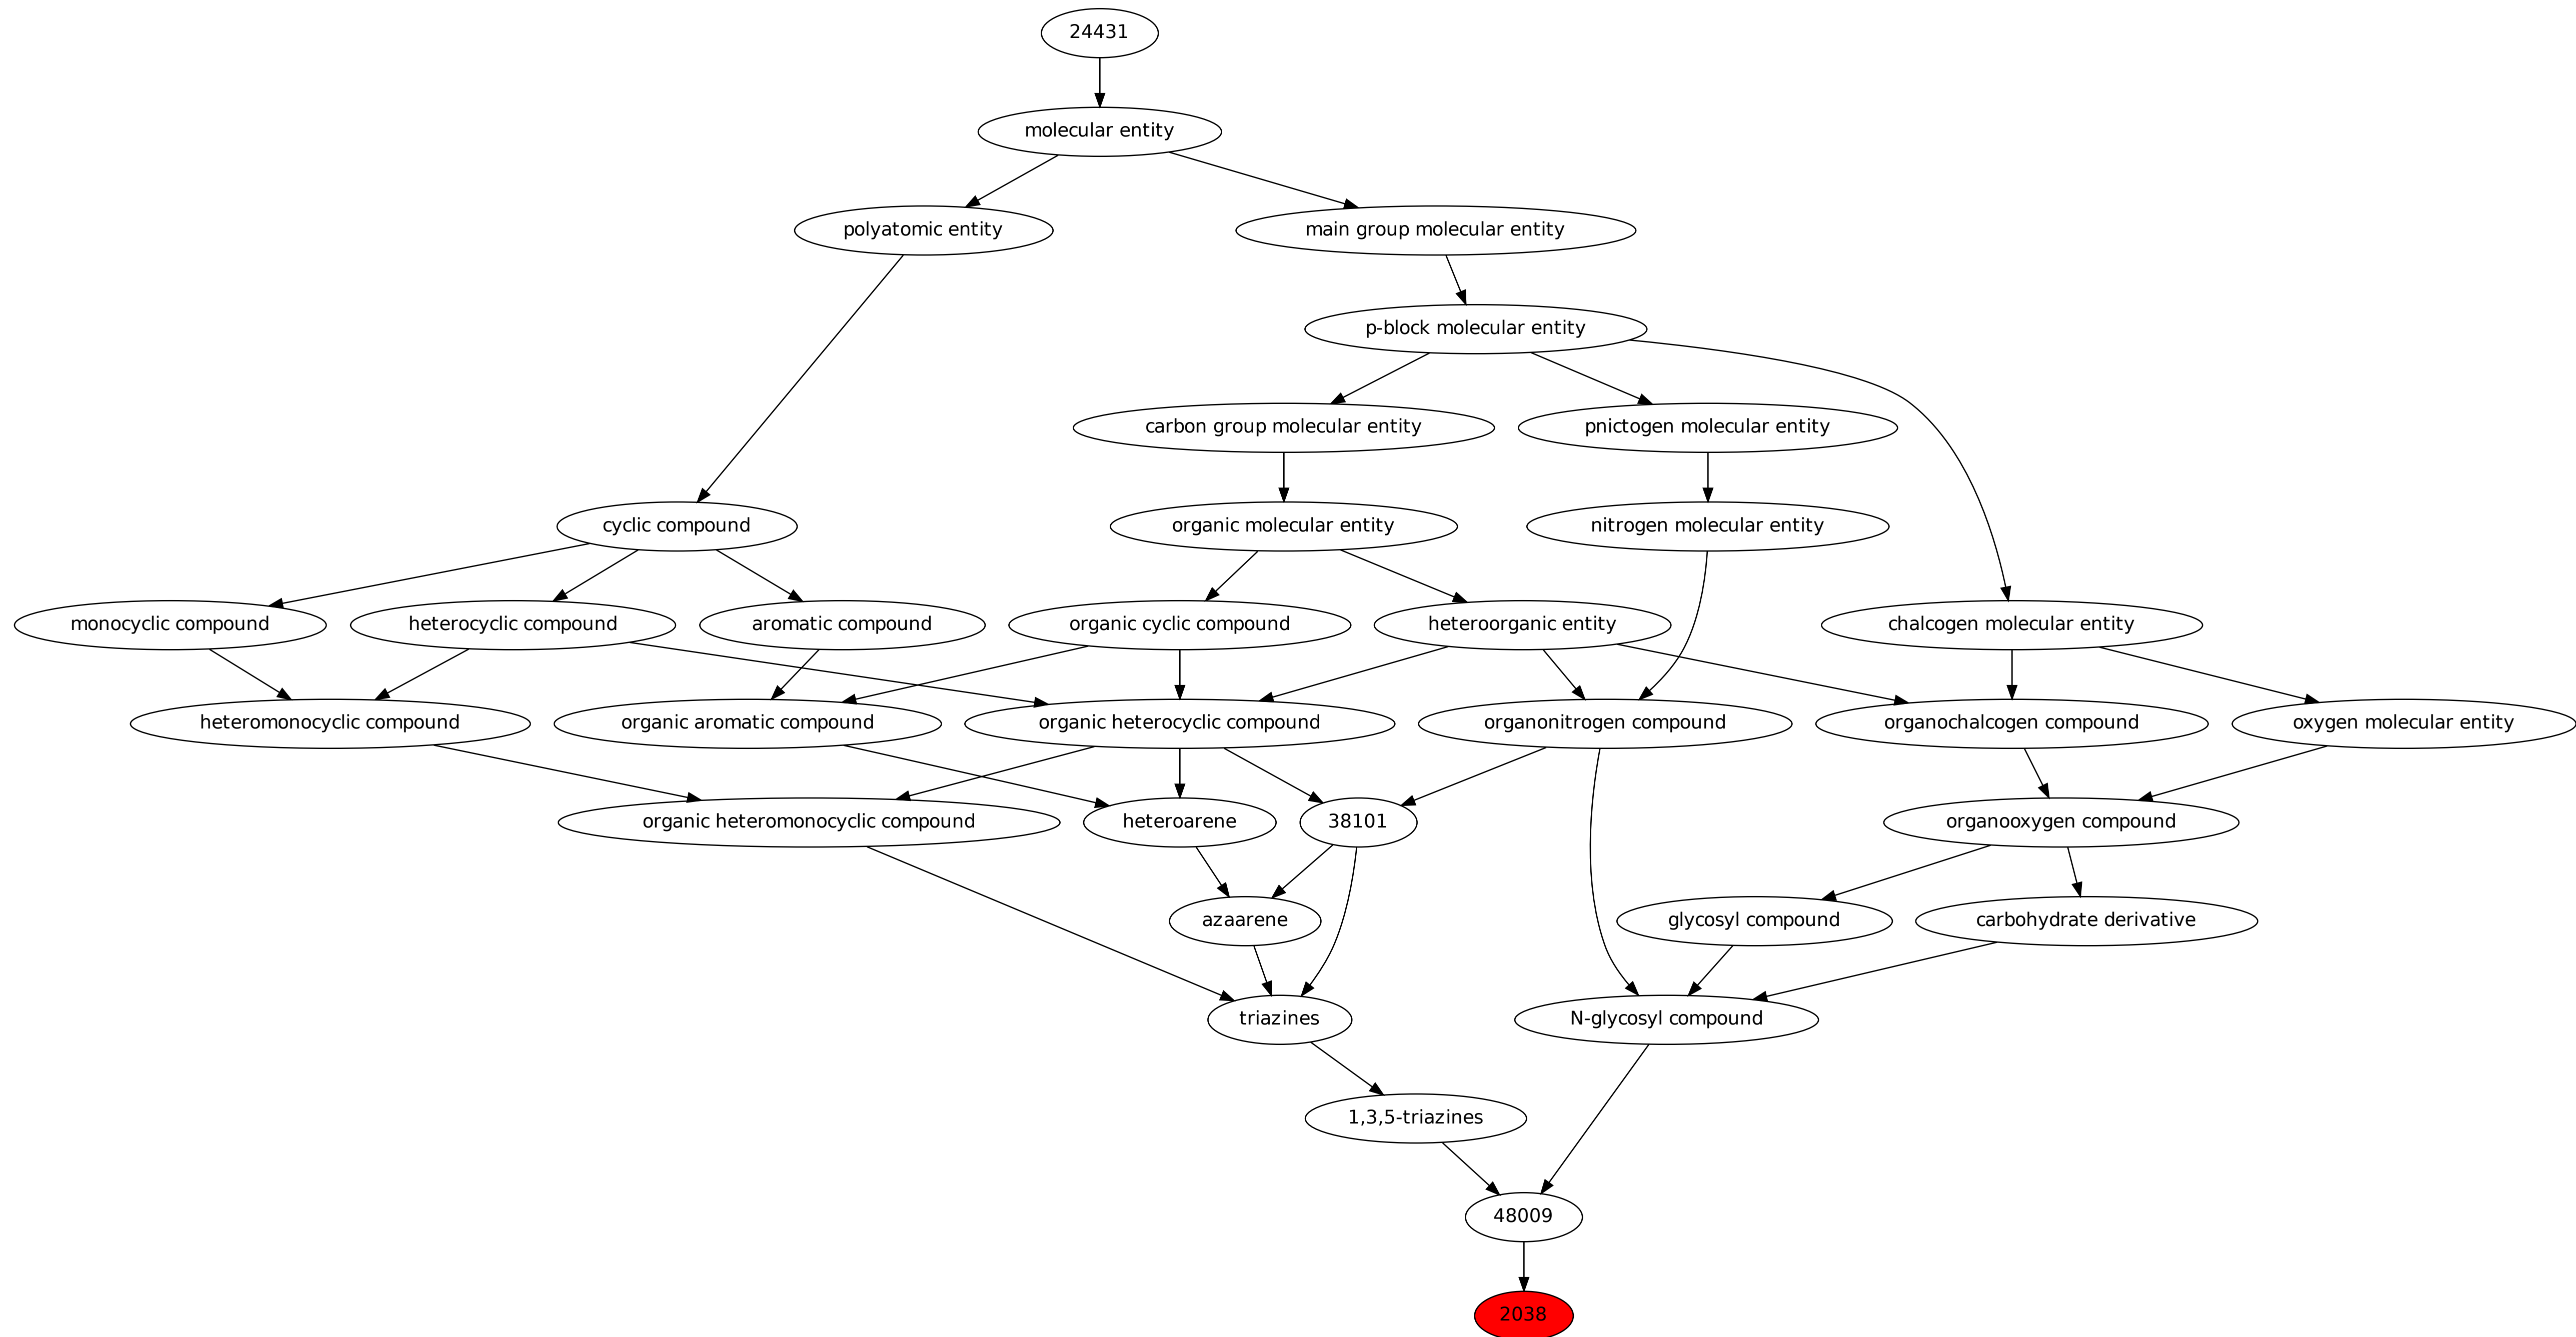 24431
molecular entity
polyatomic entity
main group molecular entity
p-block molecular entity
carbon group molecular entity
pnictogen molecular entity
cyclic compound
organic molecular entity
nitrogen molecular entity
monocyclic compound
heterocyclic compound
aromatic compound
organic cyclic compound
heteroorganic entity
chalcogen molecular entity
heteromonocyclic compound
organic aromatic compound
organic heterocyclic compound
organonitrogen compound
organochalcogen compound
oxygen molecular entity
organic heteromonocyclic compound
heteroarene
38101
organooxygen compound
azaarene
glycosyl compound
carbohydrate derivative
triazines
N-glycosyl compound
1,3,5-triazines
48009
2038